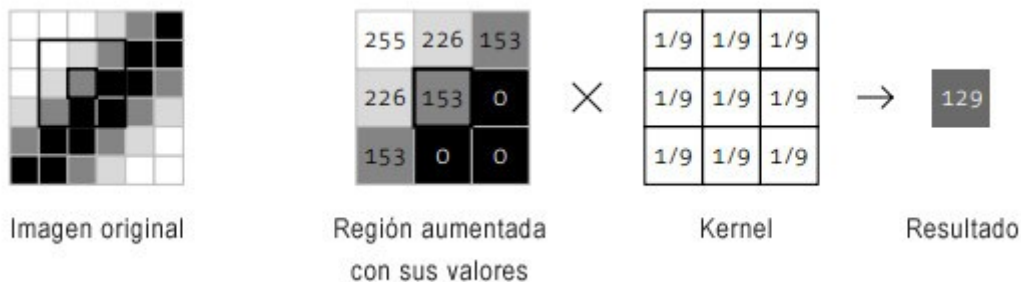 255 226 153
226 153 0
153 0 0
×
1/9 1/9 1/9
1/9 1/9 1/9
1/9 1/9 1/9
→
129
Imagen original
Región aumentada
con sus valores
Kernel
Resultado